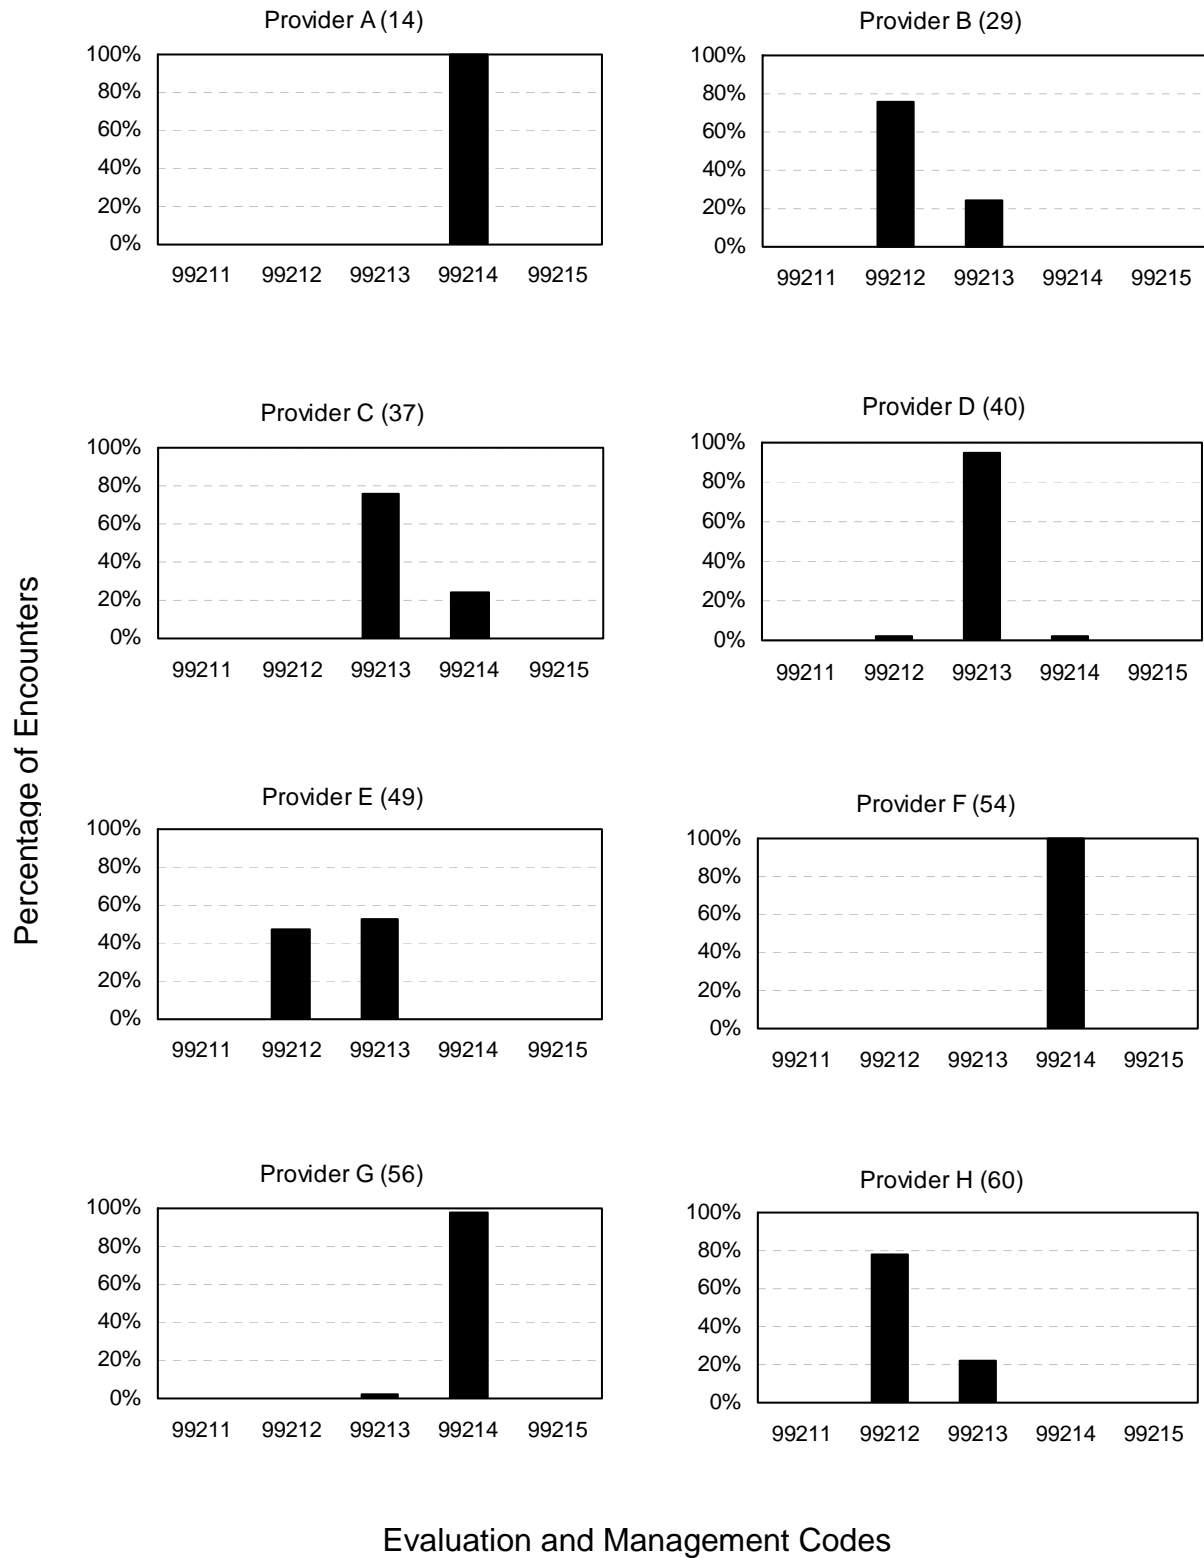 Provider A (14)
100%
80%
60%
40%
20%
0%
99211 99212 99213 99214 99215
Provider B (29)
100%
80%
60%
40%
20%
0%
99211 99212 99213 99214 99215
Provider C (37)
100%
80%
60%
40%
20%
0%
99211 99212 99213 99214 99215
Provider D (40)
100%
80%
60%
40%
20%
0%
99211 99212 99213 99214 99215
Percentage of Encounters
Provider E (49)
100%
80%
60%
40%
20%
0%
99211 99212 99213 99214 99215
Provider F (54)
100%
80%
60%
40%
20%
0%
99211 99212 99213 99214 99215
Provider G (56)
100%
80%
60%
40%
20%
0%
99211 99212 99213 99214 99215
Provider H (60)
100%
80%
60%
40%
20%
0%
99211 99212 99213 99214 99215
Evaluation and Management Codes